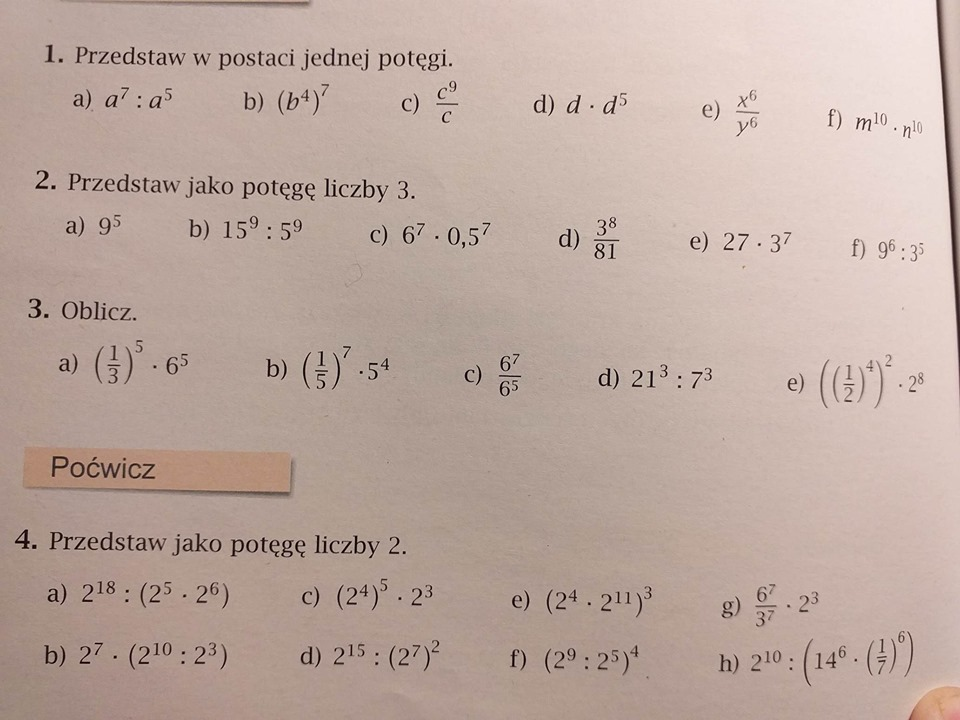 1. Przedstaw w postaci jednej potęgi.
a) a⁷ : a⁵ b) (b⁴)⁷ c) c⁹/c d) d · d⁵ e) x⁶/y⁶ f) m¹⁰ · n¹⁰
2. Przedstaw jako potęgę liczby 3.
a) 9⁵ b) 15⁹ : 5⁹ c) 6⁷ · 0,5⁷ d) 3⁸/81 e) 27 · 3⁷ f) 9⁶ : 3⁵
3. Oblicz.
a) (1/3)⁵ · 6⁵ b) (1/5)⁷ · 5⁴ c) 6⁷/6⁵ d) 21³ : 7³ e) ((1/2)⁴)² · 2⁸
Poćwicz
4. Przedstaw jako potęgę liczby 2.
a) 2¹⁸ : (2⁵ · 2⁶) c) (2⁴)⁵ · 2³ e) (2⁴ · 2¹¹)³ g) 6⁷/3⁷ · 2³
b) 2⁷ · (2¹⁰ : 2³) d) 2¹⁵ : (2⁷)² f) (2⁹ : 2⁵)⁴ h) 2¹⁰ : (14⁶ · (1/7)⁶)